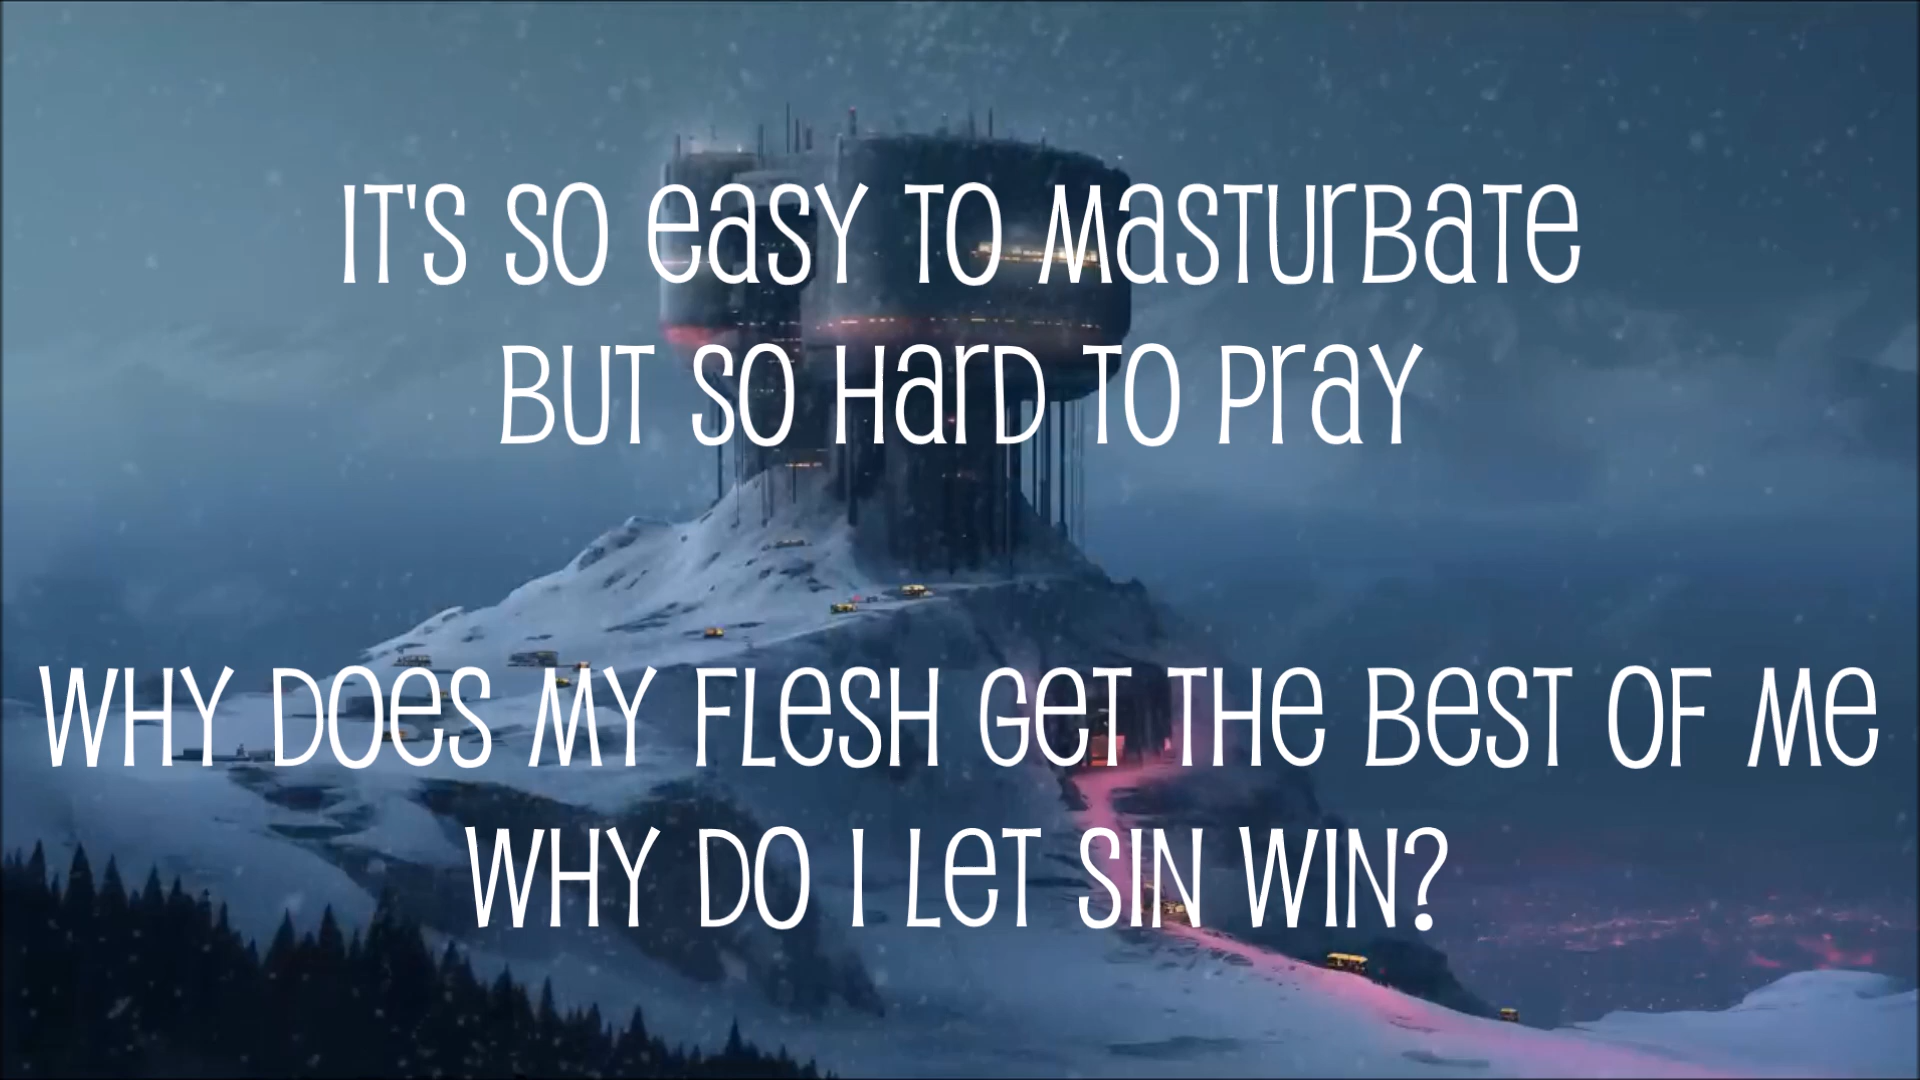 IT'S SO EASY TO MASTURBATE
BUT SO HARD TO PRAY
WHY DOES MY FLESH GET THE BEST OF ME
WHY DO I LET SIN WIN?